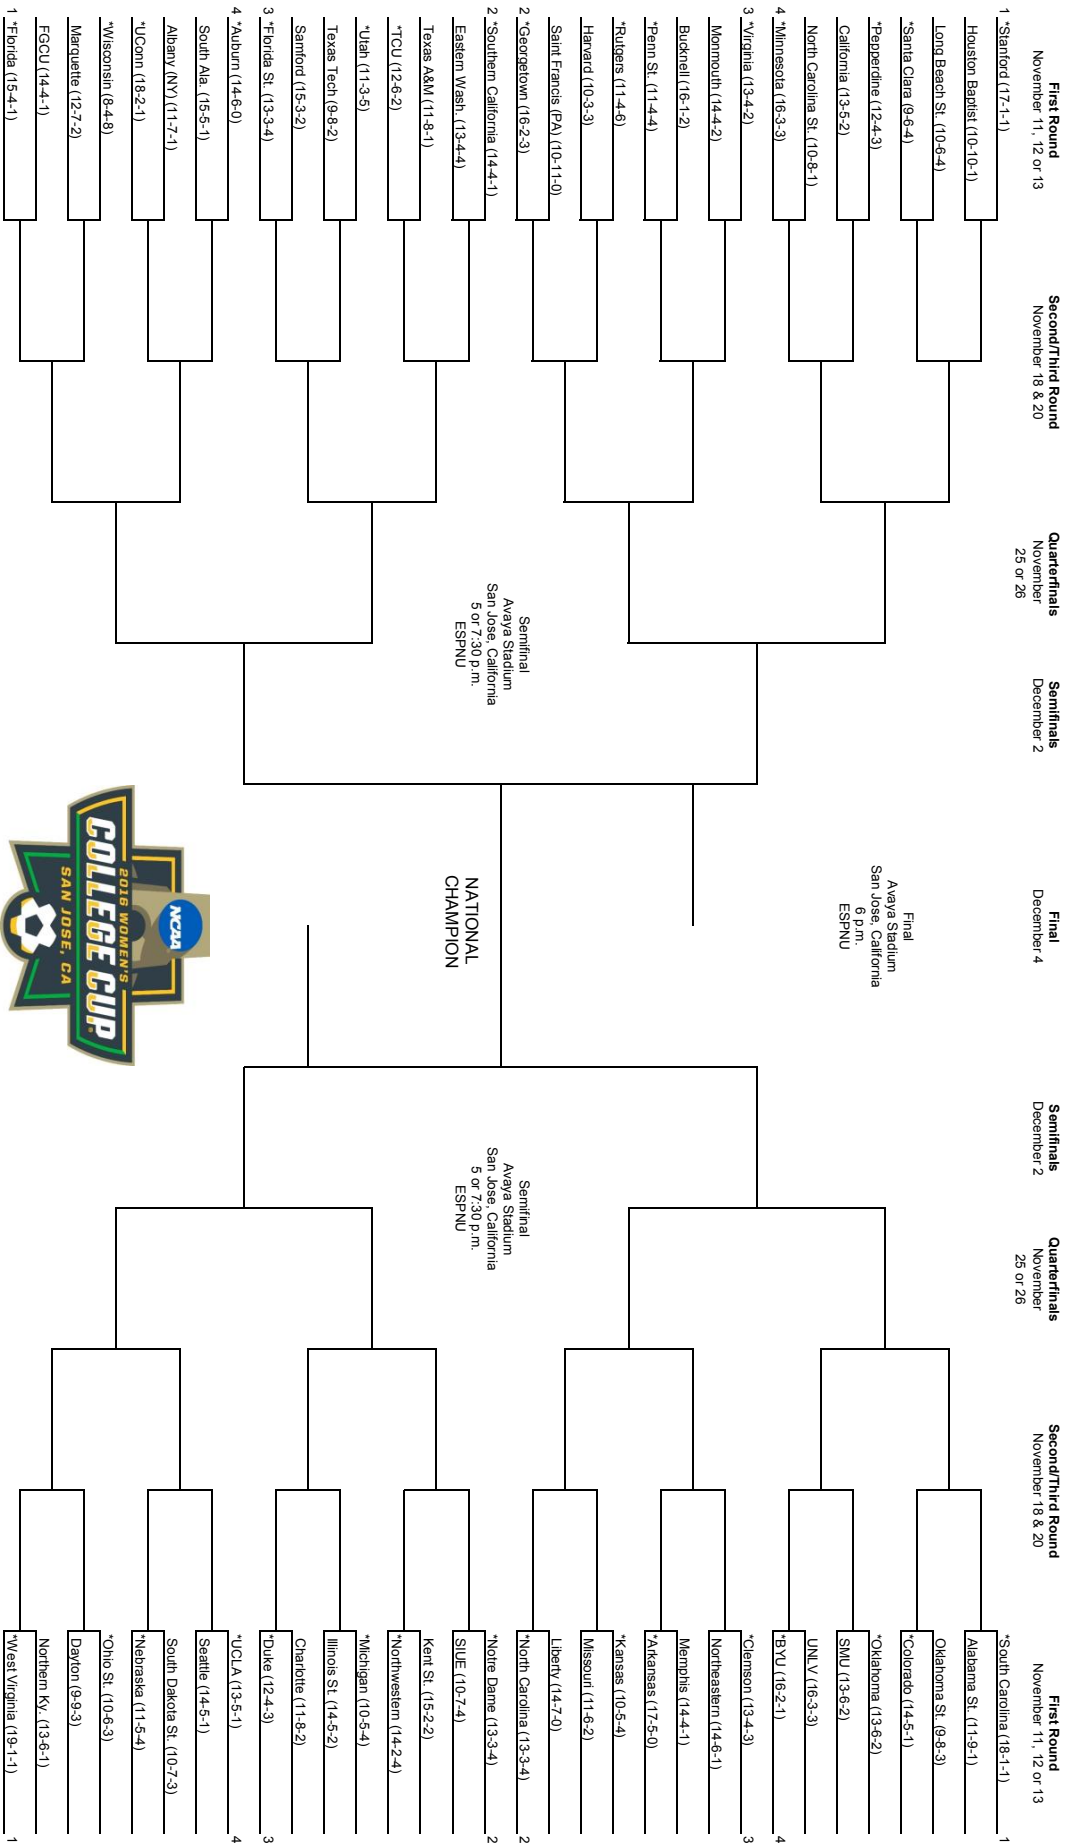 First Round
November 11, 12 or 13
Second/Third Round
November 18 & 20
Quarterfinals
November
25 or 26
Semifinals
December 2
Final
December 4
Semifinals
December 2
Quarterfinals
November
25 or 26
Second/Third Round
November 18 & 20
First Round
November 11, 12 or 13
1 *Stanford (17-1-1)
Houston Baptist (10-10-1)
Long Beach St. (10-6-4)
*Santa Clara (9-6-4)
*Pepperdine (12-4-3)
California (13-5-2)
North Carolina St. (10-8-1)
4 *Minnesota (16-3-3)
3 *Virginia (13-4-2)
Monmouth (14-4-2)
Bucknell (16-1-2)
*Penn St. (11-4-4)
*Rutgers (11-4-6)
Harvard (10-3-3)
Saint Francis (PA) (10-11-0)
2 *Georgetown (16-2-3)
2 *Southern California (14-4-1)
Eastern Wash. (13-4-4)
Texas A&M (11-8-1)
*TCU (12-6-2)
*Utah (11-3-5)
Texas Tech (9-8-2)
Samford (15-3-2)
3 *Florida St. (13-3-4)
4 *Auburn (14-6-0)
South Ala. (15-5-1)
Albany (NY) (11-7-1)
*UConn (18-2-1)
*Wisconsin (8-4-8)
Marquette (12-7-2)
FGCU (14-4-1)
1 *Florida (15-4-1)
Semifinal
Avaya Stadium
San Jose, California
5 or 7:30 p.m.
ESPNU
Final
Avaya Stadium
San Jose, California
6 p.m.
ESPNU
NATIONAL
CHAMPION
NCAA
2016 WOMEN'S
COLLEGE CUP
SAN JOSE, CA
Semifinal
Avaya Stadium
San Jose, California
5 or 7:30 p.m.
ESPNU
*South Carolina (18-1-1) 1
Alabama St. (11-9-1)
Oklahoma St. (9-8-3)
*Colorado (14-5-1)
*Oklahoma (13-6-2)
SMU (13-6-2)
UNLV (16-3-3)
*BYU (16-2-1) 4
*Clemson (13-4-3) 3
Northeastern (14-6-1)
Memphis (14-4-1)
*Arkansas (17-5-0)
*Kansas (10-5-4)
Missouri (11-6-2)
Liberty (14-7-0)
*North Carolina (13-3-4) 2
*Notre Dame (13-3-4) 2
SIUE (10-7-4)
Kent St. (15-2-2)
*Northwestern (14-2-4)
*Michigan (10-5-4)
Illinois St. (14-5-2)
Charlotte (11-8-2)
*Duke (12-4-3) 3
*UCLA (13-5-1) 4
Seattle (14-5-1)
South Dakota St. (10-7-3)
*Nebraska (11-5-4)
*Ohio St. (10-6-3)
Dayton (9-9-3)
Northern Ky. (13-6-1)
*West Virginia (19-1-1) 1